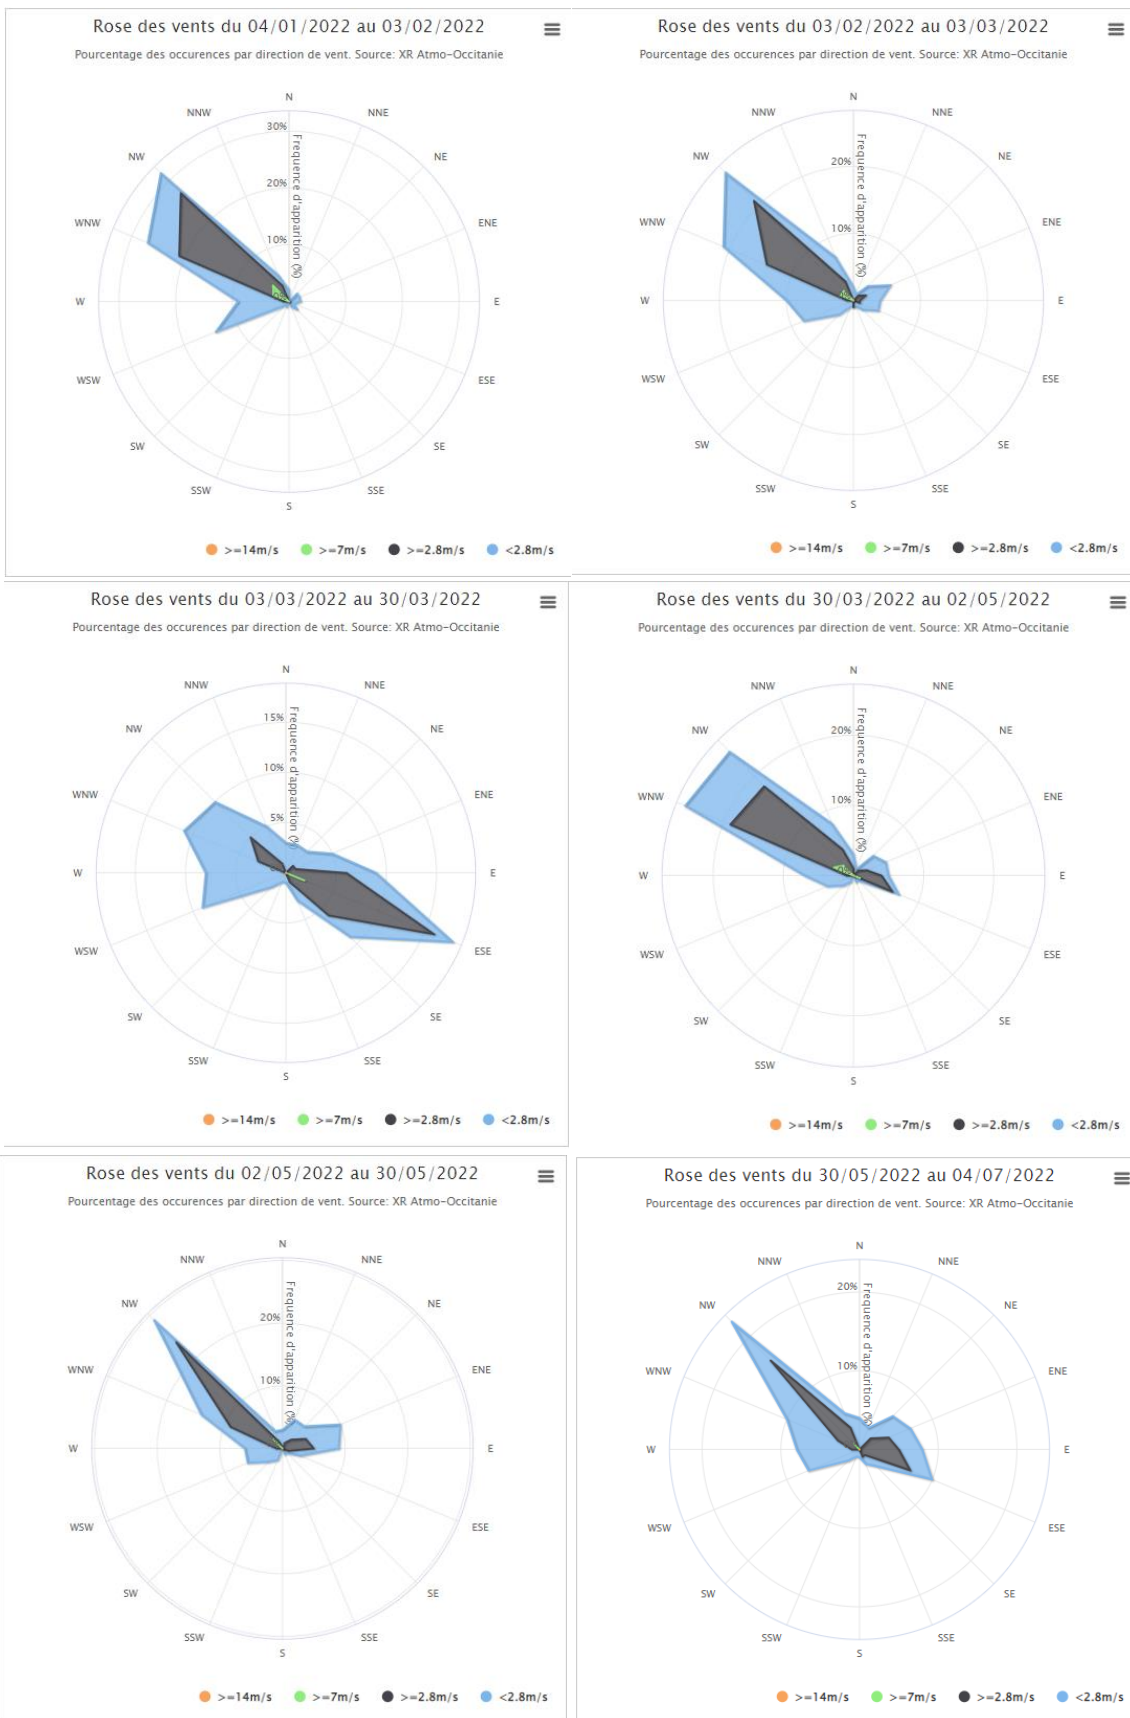 Rose des vents du 04/01/2022 au 03/02/2022
Pourcentage des occurences par direction de vent. Source: XR Atmo-Occitanie
N
NNW
NNE
30%
NW
NE
20%
WNW
ENE
10%
Frequence d'apparition (%)
W
E
WSW
ESE
SW
SE
SSW
SSE
S
>=14m/s >=7m/s >=2.8m/s <2.8m/s
Rose des vents du 03/02/2022 au 03/03/2022
Pourcentage des occurences par direction de vent. Source: XR Atmo-Occitanie
N
NNW
NNE
NW
NE
20%
WNW
ENE
10%
Frequence d'apparition (%)
W
E
WSW
ESE
SW
SE
SSW
SSE
S
>=14m/s >=7m/s >=2.8m/s <2.8m/s
Rose des vents du 03/03/2022 au 30/03/2022
Pourcentage des occurences par direction de vent. Source: XR Atmo-Occitanie
N
NNW
NNE
15%
NW
NE
10%
WNW
ENE
5%
Frequence d'apparition (%)
W
E
WSW
ESE
SW
SE
SSW
SSE
S
>=14m/s >=7m/s >=2.8m/s <2.8m/s
Rose des vents du 30/03/2022 au 02/05/2022
Pourcentage des occurences par direction de vent. Source: XR Atmo-Occitanie
N
NNW
NNE
NW
NE
20%
WNW
ENE
10%
Frequence d'apparition (%)
W
E
WSW
ESE
SW
SE
SSW
SSE
S
>=14m/s >=7m/s >=2.8m/s <2.8m/s
Rose des vents du 02/05/2022 au 30/05/2022
Pourcentage des occurences par direction de vent. Source: XR Atmo-Occitanie
N
NNW
NNE
NW
NE
20%
WNW
ENE
10%
Frequence d'apparition (%)
W
E
WSW
ESE
SW
SE
SSW
SSE
S
>=14m/s >=7m/s >=2.8m/s <2.8m/s
Rose des vents du 30/05/2022 au 04/07/2022
Pourcentage des occurences par direction de vent. Source: XR Atmo-Occitanie
N
NNW
NNE
20%
NW
NE
WNW
ENE
10%
Frequence d'apparition (%)
W
E
WSW
ESE
SW
SE
SSW
SSE
S
>=14m/s >=7m/s >=2.8m/s <2.8m/s